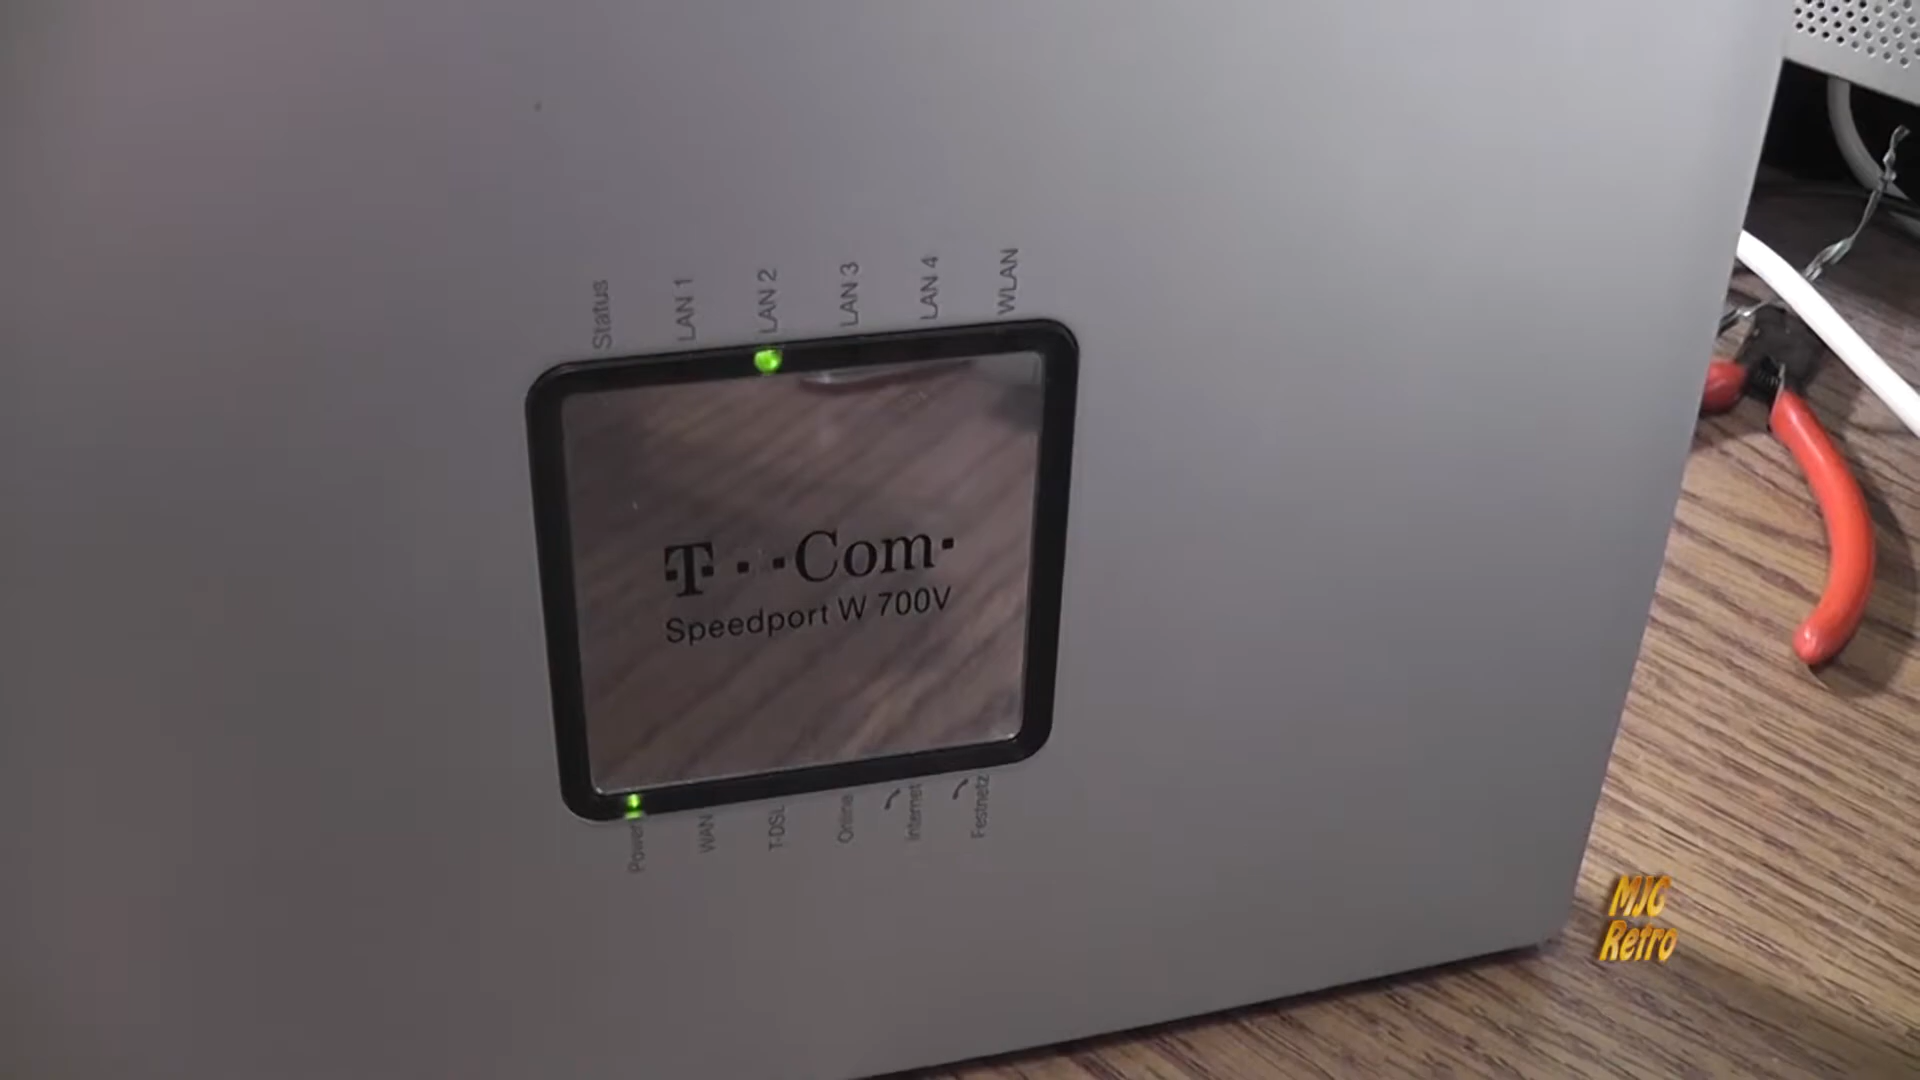 Status
LAN 1
LAN 2
LAN 3
LAN 4
WLAN
T··Com·
Speedport W 700V
Power
WAN
T-DSL
Online
Internet
Festnetz
MJC
Retro